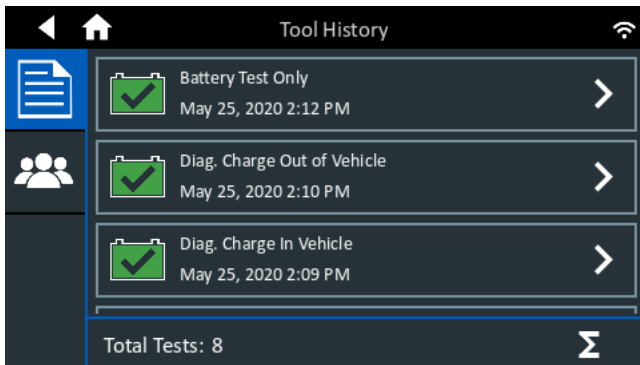 Tool History
Battery Test Only
May 25, 2020 2:12 PM
Diag. Charge Out of Vehicle
May 25, 2020 2:10 PM
Diag. Charge In Vehicle
May 25, 2020 2:09 PM
Total Tests: 8 Σ